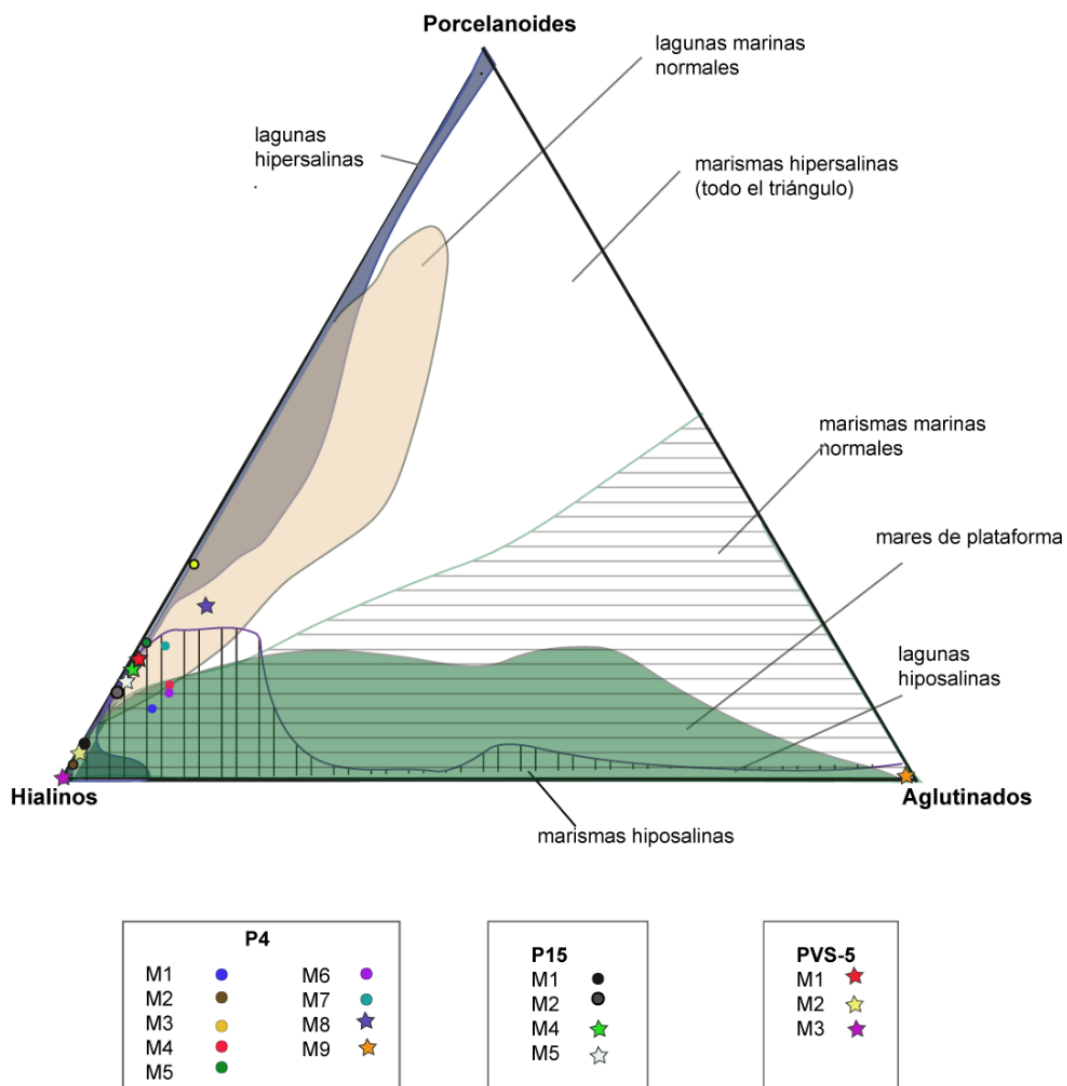 Porcelanoides
lagunas marinas
normales
lagunas
hipersalinas
marismas hipersalinas
(todo el triángulo)
marismas marinas
normales
mares de plataforma
lagunas
hiposalinas
Hialinos
Aglutinados
marismas hiposalinas
P4
M1
M2
M3
M4
M5
M6
M7
M8
M9
P15
M1
M2
M4
M5
PVS-5
M1
M2
M3